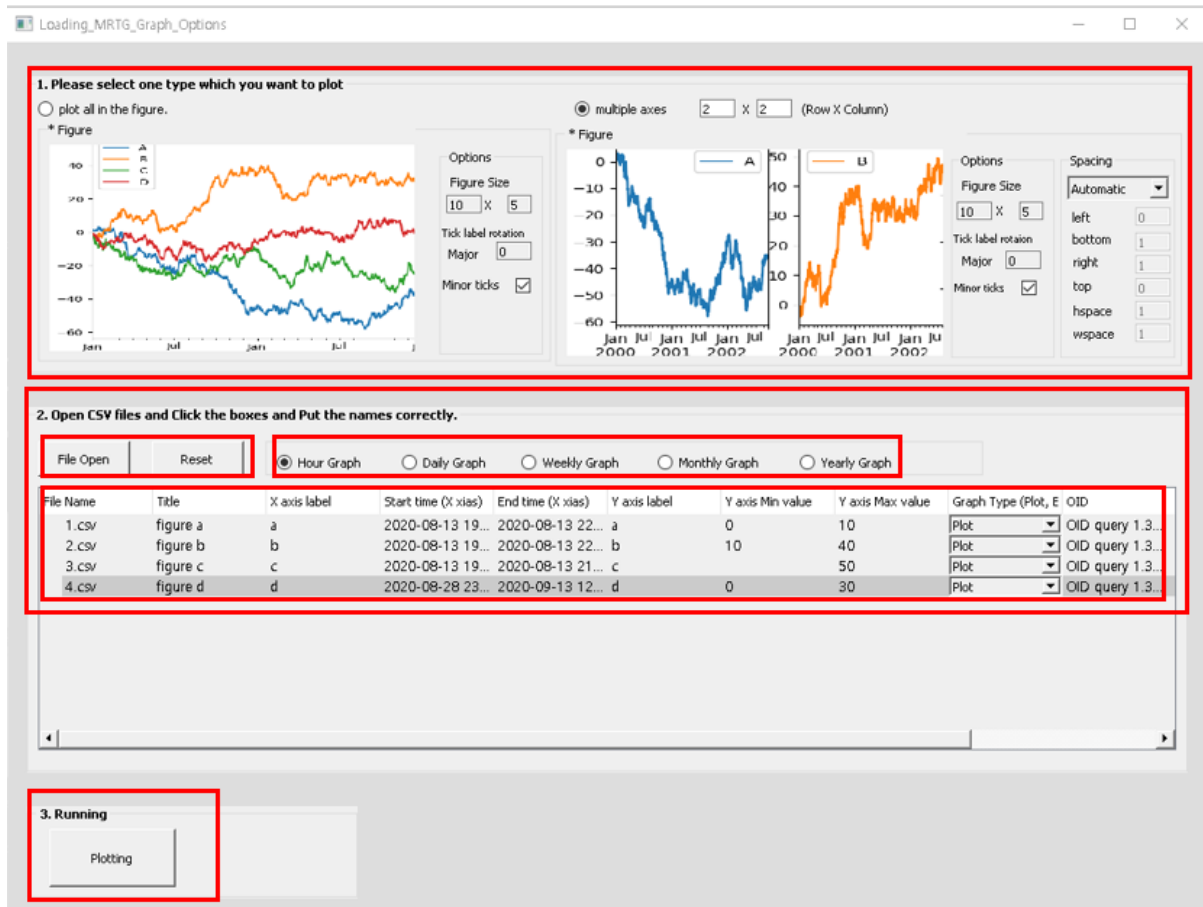 Loading_MRTG_Graph_Options
1. Please select one type which you want to plot
plot all in the figure.
* Figure
A
B
C
D
40
20
0
−20
−40
−60
Jan Jul Jan Jul J
Options
Figure Size
10 X 5
Tick label rotation
Major 0
Minor ticks
multiple axes 2 X 2 (Row X Column)
* Figure
A
0
−10
−20
−30
−40
−50
−60
Jan Jul Jan Jul Jan Jul
2000 2001 2002
B
50
40
30
20
10
0
Jan Jul Jan Jul Jan Ju
2000 2001 2002
Options
Figure Size
10 X 5
Tick label rotaion
Major 0
Minor ticks
Spacing
Automatic
left 0
bottom 1
right 1
top 0
hspace 1
wspace 1
2. Open CSV files and Click the boxes and Put the names correctly.
File Open Reset Hour Graph Daily Graph Weekly Graph Monthly Graph Yearly Graph
File Name Title X axis label Start time (X xias) End time (X xias) Y axis label Y axis Min value Y axis Max value Graph Type (Plot, E OID
1.csv figure a a 2020-08-13 19... 2020-08-13 22... a 0 10 Plot OID query 1.3...
2.csv figure b b 2020-08-13 19... 2020-08-13 22... b 10 40 Plot OID query 1.3...
3.csv figure c c 2020-08-13 19... 2020-08-13 21... c 50 Plot OID query 1.3...
4.csv figure d d 2020-08-28 23... 2020-09-13 12... d 0 30 Plot OID query 1.3...
3. Running
Plotting